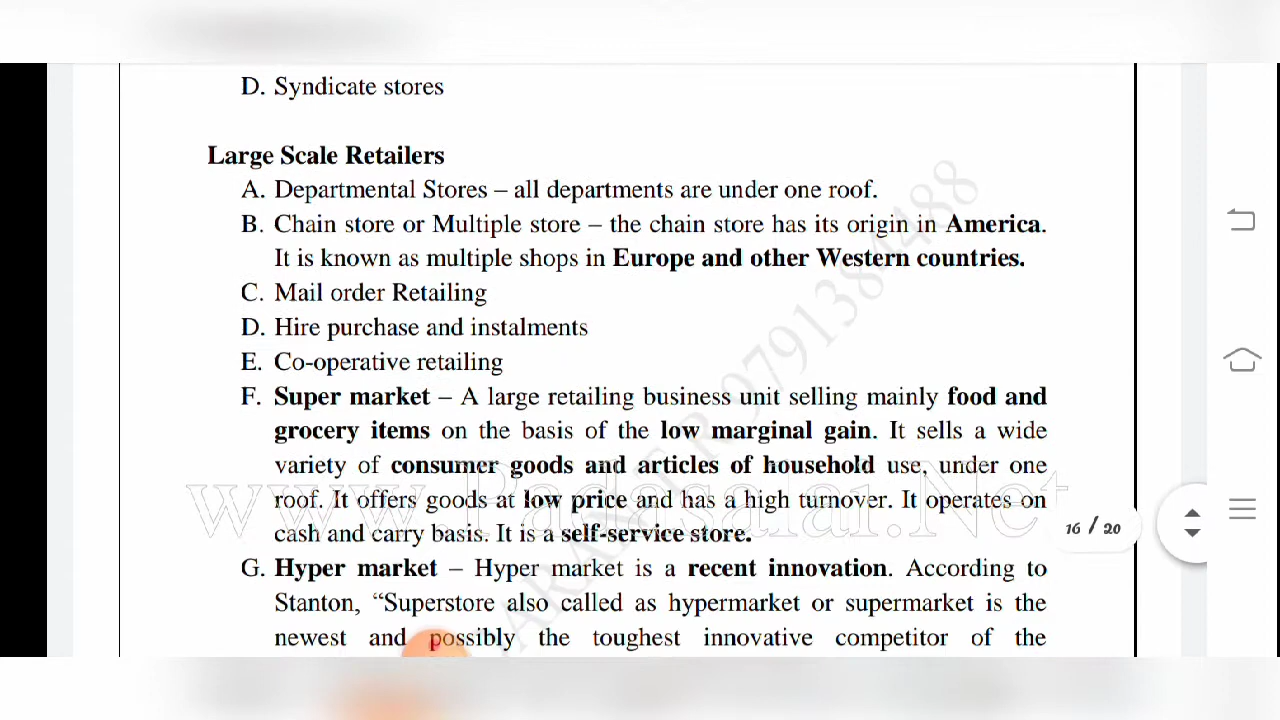 D. Syndicate stores
Large Scale Retailers
A. Departmental Stores – all departments are under one roof.
B. Chain store or Multiple store – the chain store has its origin in America.
It is known as multiple shops in Europe and other Western countries.
C. Mail order Retailing
D. Hire purchase and instalments
E. Co-operative retailing
F. Super market – A large retailing business unit selling mainly food and
grocery items on the basis of the low marginal gain. It sells a wide
variety of consumer goods and articles of household use, under one
roof. It offers goods at low price and has a high turnover. It operates on
cash and carry basis. It is a self-service store.
www.Padasalai.Net
16 / 20
G. Hyper market – Hyper market is a recent innovation. According to
Stanton, “Superstore also called as hypermarket or supermarket is the
newest and possibly the toughest innovative competitor of the
9791384488